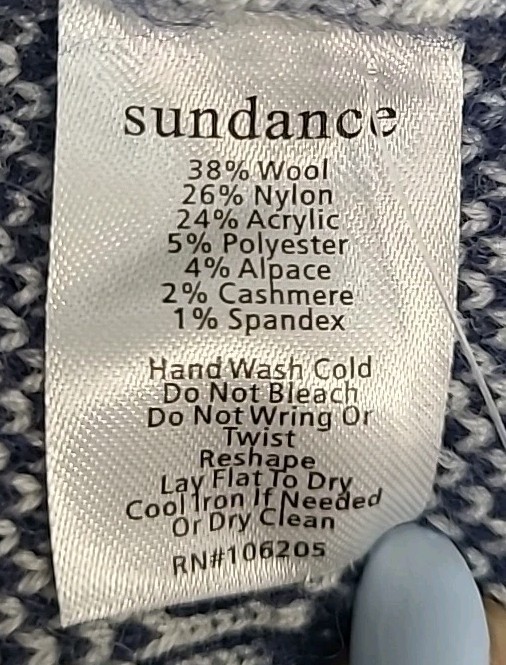 sundance
38% Wool
26% Nylon
24% Acrylic
5% Polyester
4% Alpace
2% Cashmere
1% Spandex
Hand Wash Cold
Do Not Bleach
Do Not Wring Or
Twist
Reshape
Lay Flat To Dry
Cool Iron If Needed
Or Dry Clean
RN#106205